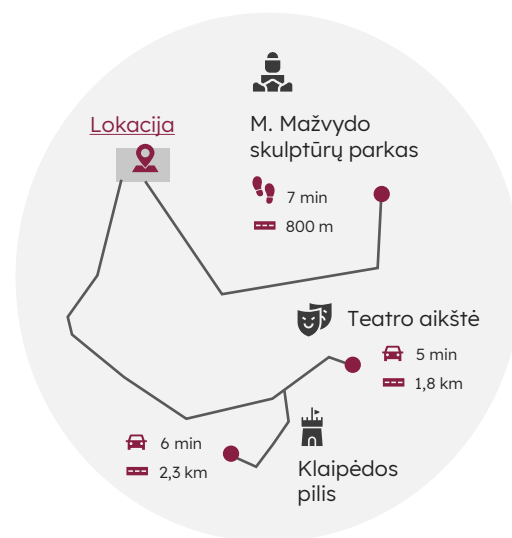 Lokacija
M. Mažvydo
skulptūrų parkas
7 min
800 m
Teatro aikštė
5 min
1,8 km
6 min
2,3 km
Klaipėdos
pilis